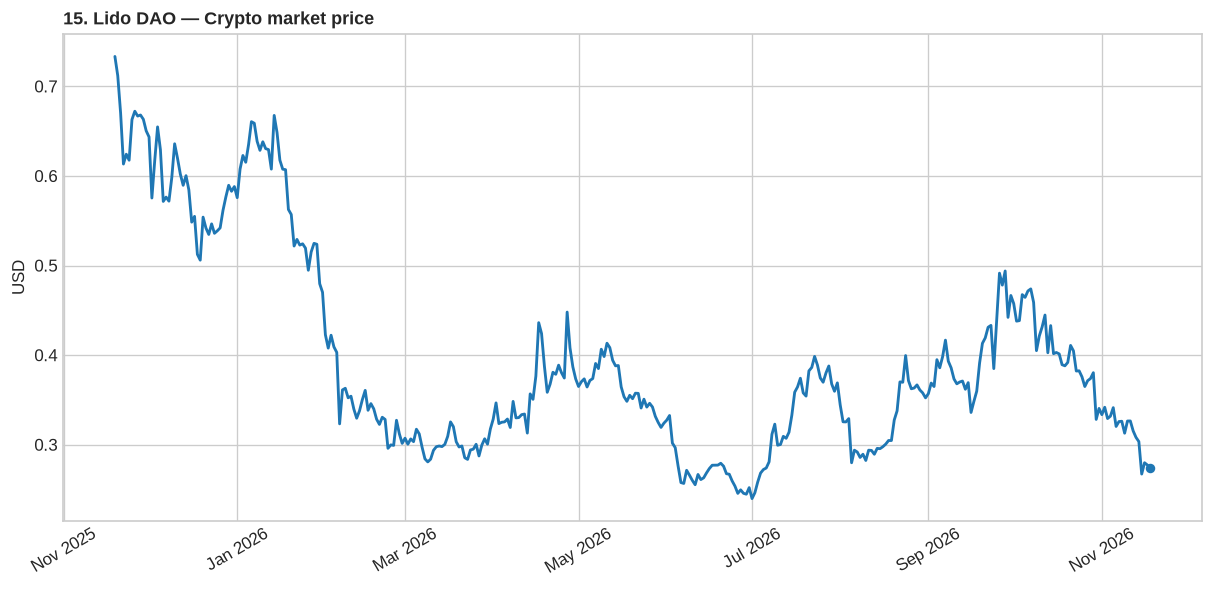 15. Lido DAO — Crypto market price
USD
0.7
0.6
0.5
0.4
0.3
Nov 2025
Jan 2026
Mar 2026
May 2026
Jul 2026
Sep 2026
Nov 2026